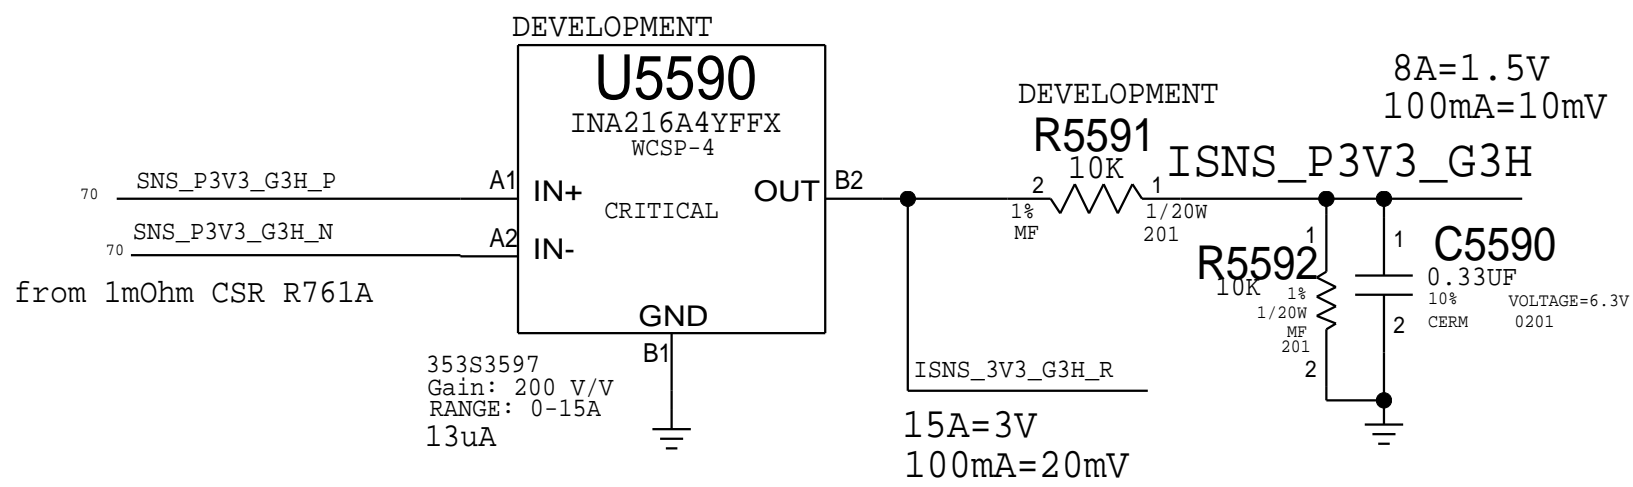 DEVELOPMENT
U5590
INA216A4YFFX
WCSP-4
8A=1.5V
100mA=10mV
DEVELOPMENT
R5591
10K
ISNS_P3V3_G3H
70 SNS_P3V3_G3H_P A1 IN+ OUT B2
CRITICAL
2 1
1% 1/20W
MF 201
70 SNS_P3V3_G3H_N A2 IN-
from 1mOhm CSR R761A
GND
B1
1
R5592
10K
1%
1/20W
MF
201
2
1
C5590
0.33UF
10% VOLTAGE=6.3V
CERM 0201
2
353S3597
Gain: 200 V/V
RANGE: 0-15A
13uA
ISNS_3V3_G3H_R
15A=3V
100mA=20mV